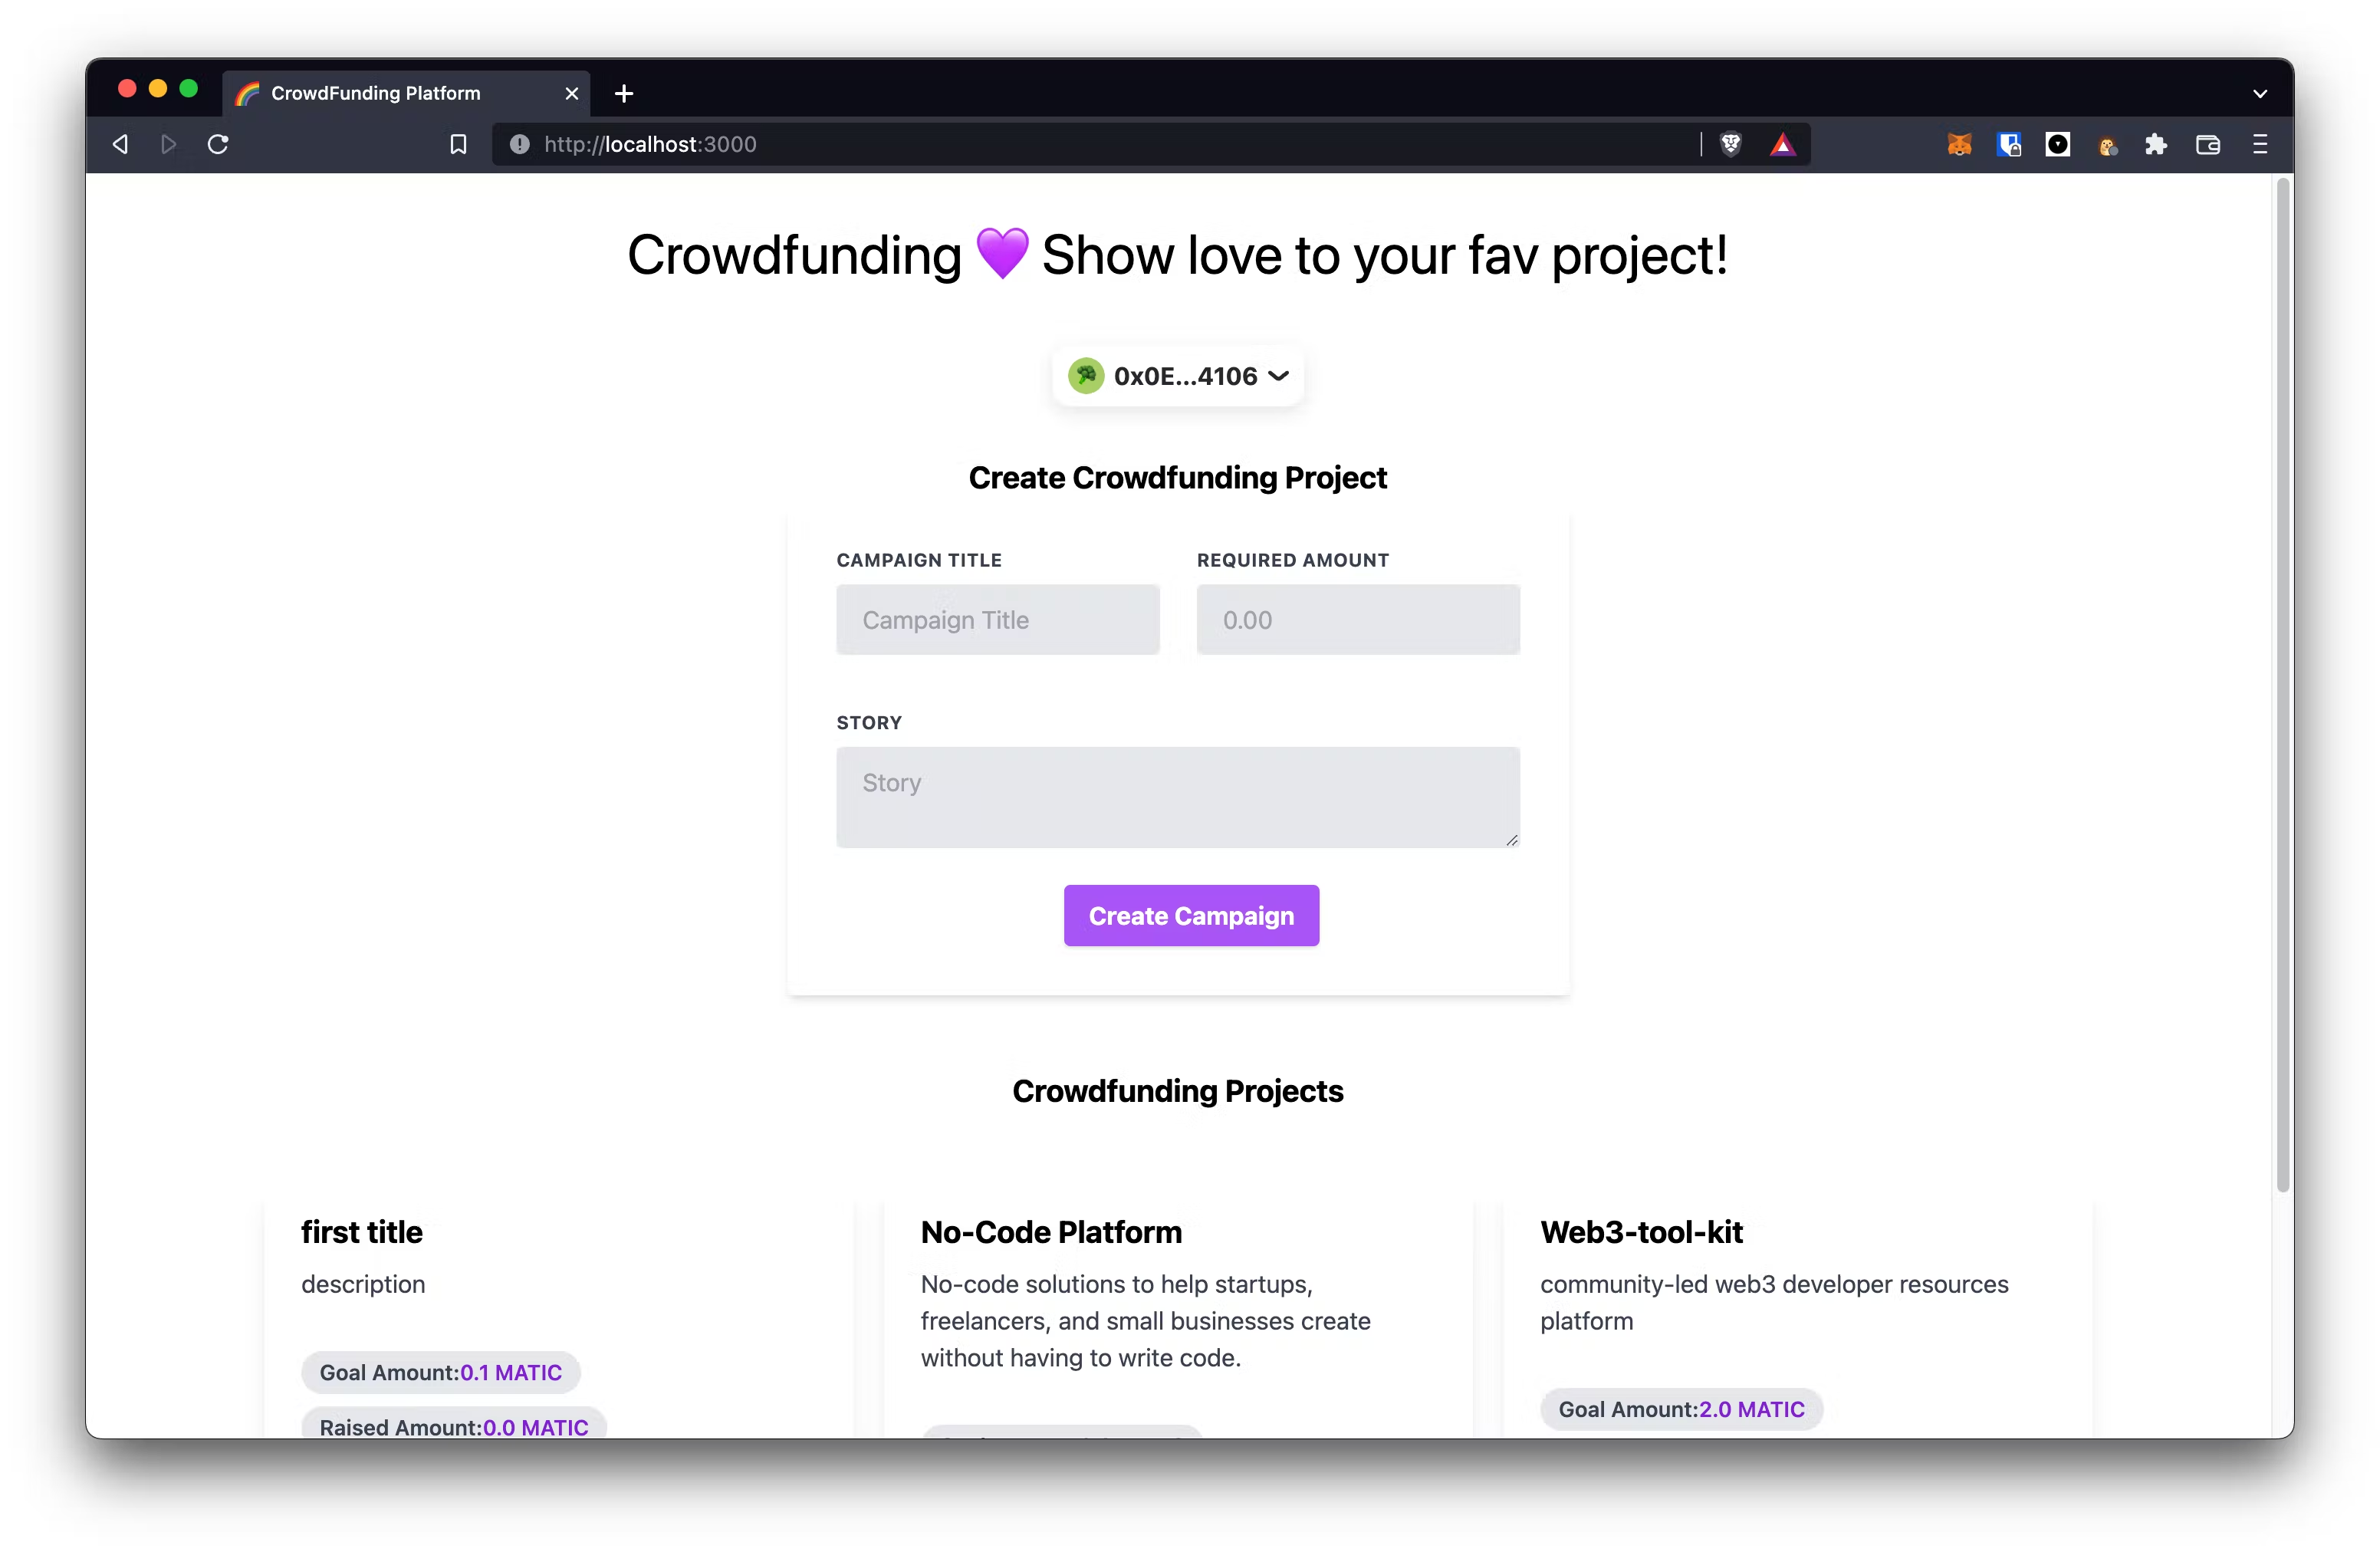 CrowdFunding Platform
http://localhost:3000
Crowdfunding 💜 Show love to your fav project!
0x0E...4106
Create Crowdfunding Project
CAMPAIGN TITLE
REQUIRED AMOUNT
Campaign Title
0.00
STORY
Story
Create Campaign
Crowdfunding Projects
first title
description
Goal Amount:0.1 MATIC
Raised Amount:0.0 MATIC
No-Code Platform
No-code solutions to help startups,
freelancers, and small businesses create
without having to write code.
Web3-tool-kit
community-led web3 developer resources
platform
Goal Amount:2.0 MATIC